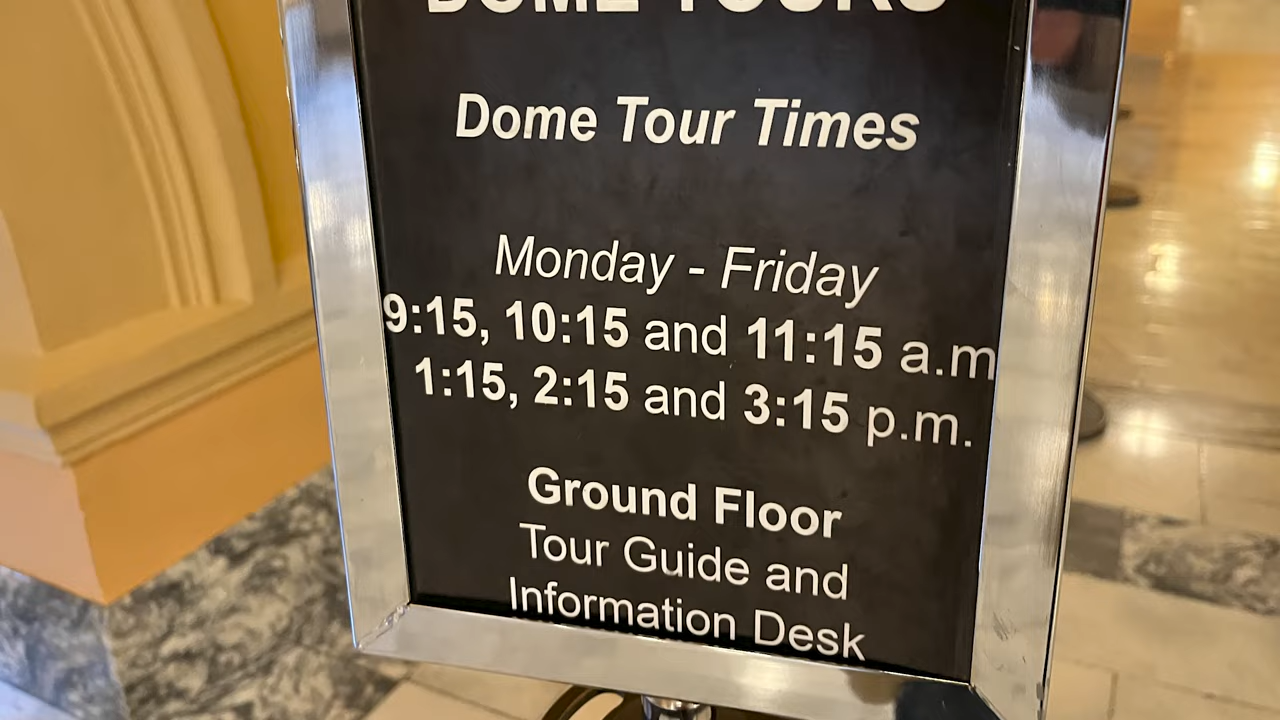 DOME TOURS
Dome Tour Times
Monday - Friday
9:15, 10:15 and 11:15 a.m
1:15, 2:15 and 3:15 p.m.
Ground Floor
Tour Guide and
Information Desk